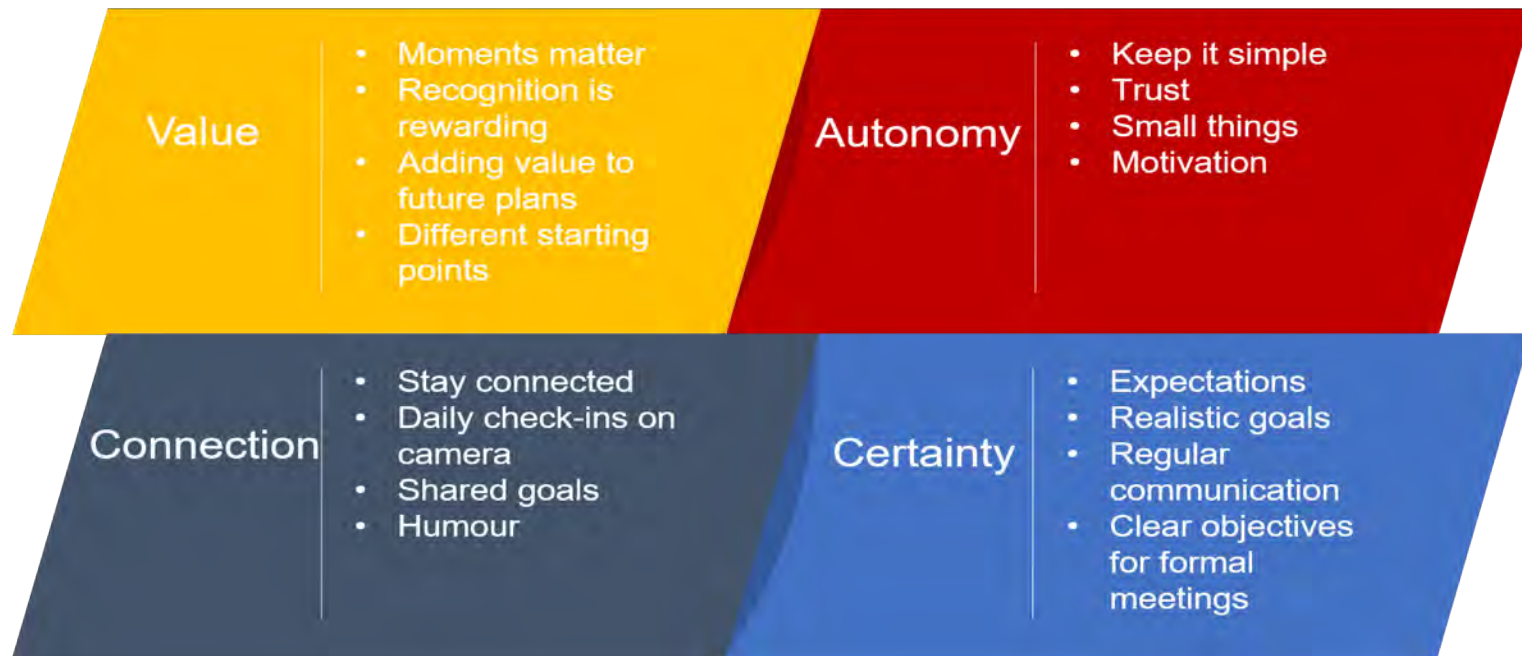 Value
• Moments matter
• Recognition is
rewarding
• Adding value to
future plans
• Different starting
points
Autonomy
• Keep it simple
• Trust
• Small things
• Motivation
Connection
• Stay connected
• Daily check-ins on
camera
• Shared goals
• Humour
Certainty
• Expectations
• Realistic goals
• Regular
communication
• Clear objectives
for formal
meetings